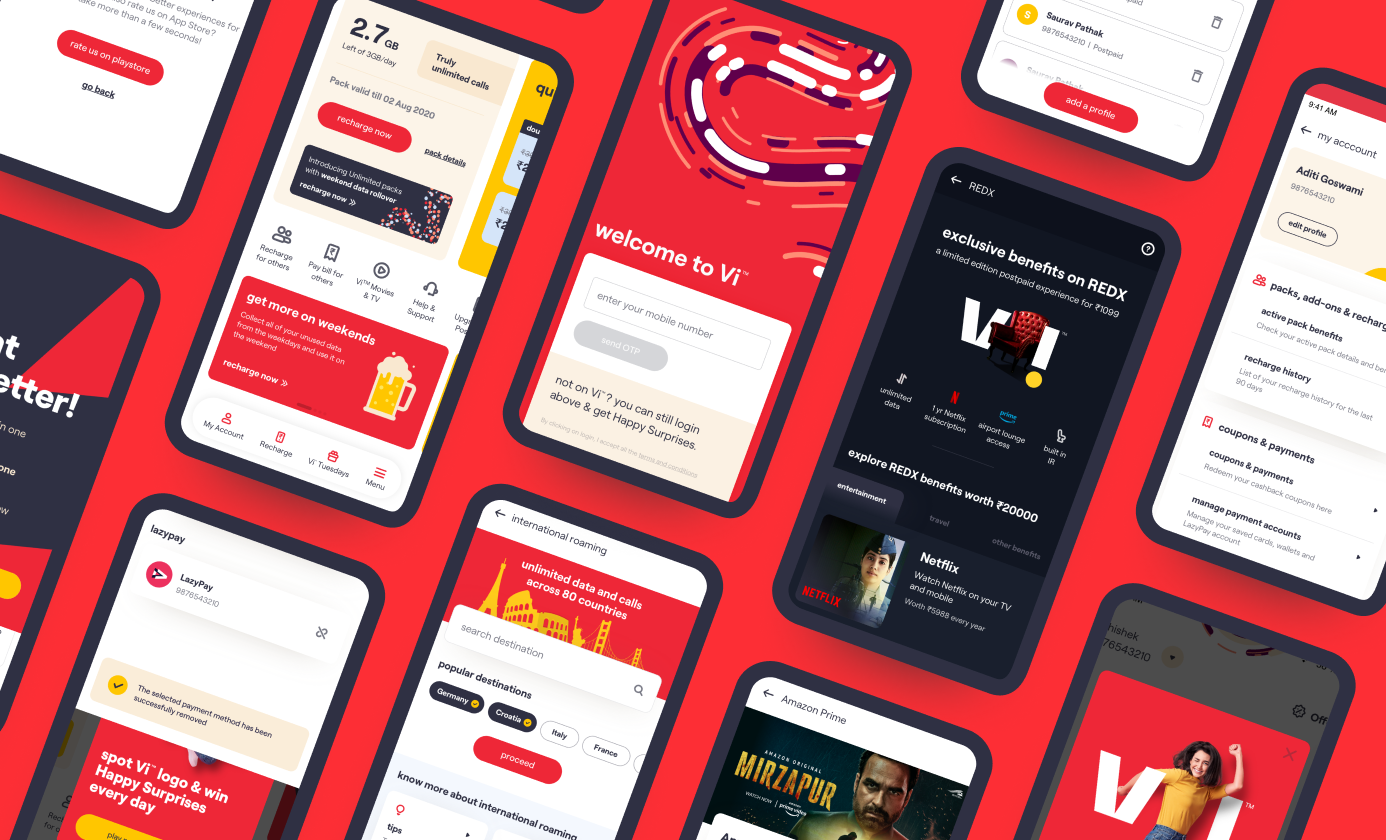 better experiences for
rate us on App Store?
take more than a few seconds!
rate us on playstore
go back
2.7GB
Left of 3GB/day
Truly
unlimited calls
Pack valid till 02 Aug 2020
recharge now
pack details
Introducing Unlimited packs
with weekend data rollover
recharge now
Recharge
for others
Pay bill for
others
Vi™ Movies
& TV
Help &
Support
get more on weekends
Collect all of your unused data
from the weekdays and use it on
the weekend
recharge now
My Account
Recharge
Vi™ Tuesdays
Menu
qu
dou
welcome to Vi™
enter your mobile number
send OTP
not on Vi™? you can still login
above & get Happy Surprises.
By clicking on login, I accept all the terms and conditions
paid
S
Saurav Pathak
9876543210 | Postpaid
add a profile
REDX
exclusive benefits on REDX
a limited edition postpaid experience for ₹1099
™
unlimited
data
1 yr Netflix
subscription
prime
airport lounge
access
built in
IR
explore REDX benefits worth ₹20000
entertainment
travel
other benefits
NETFLIX
Netflix
Watch Netflix on your TV
and mobile
Worth ₹5988 every year
9:41 AM
my acccount
Aditi Goswami
9876543210
edit profile
packs, add-ons & recharg
active pack benefits
Check your active pack details and be
recharge history
List of your recharge history for the last
90 days
coupons & payments
coupons & payments
Redeem your cashback coupons here
manage payment accounts
Manage your saved cards, wallets and
LazyPay account
etter!
in one
one
lazypay
LazyPay
9876543210
The selected payment method has been
successfully removed
spot Vi™ logo & win
Happy Surprises
every day
international roaming
unlimited data and calls
across 80 countries
search destination
popular destinations
Germany
Croatia
Italy
France
proceed
know more about international roaming
tips
Amazon Prime
AMAZON ORIGINAL
MIRZAPUR
WATCH NOW
prime video
hishek
76543210
Off
VI™